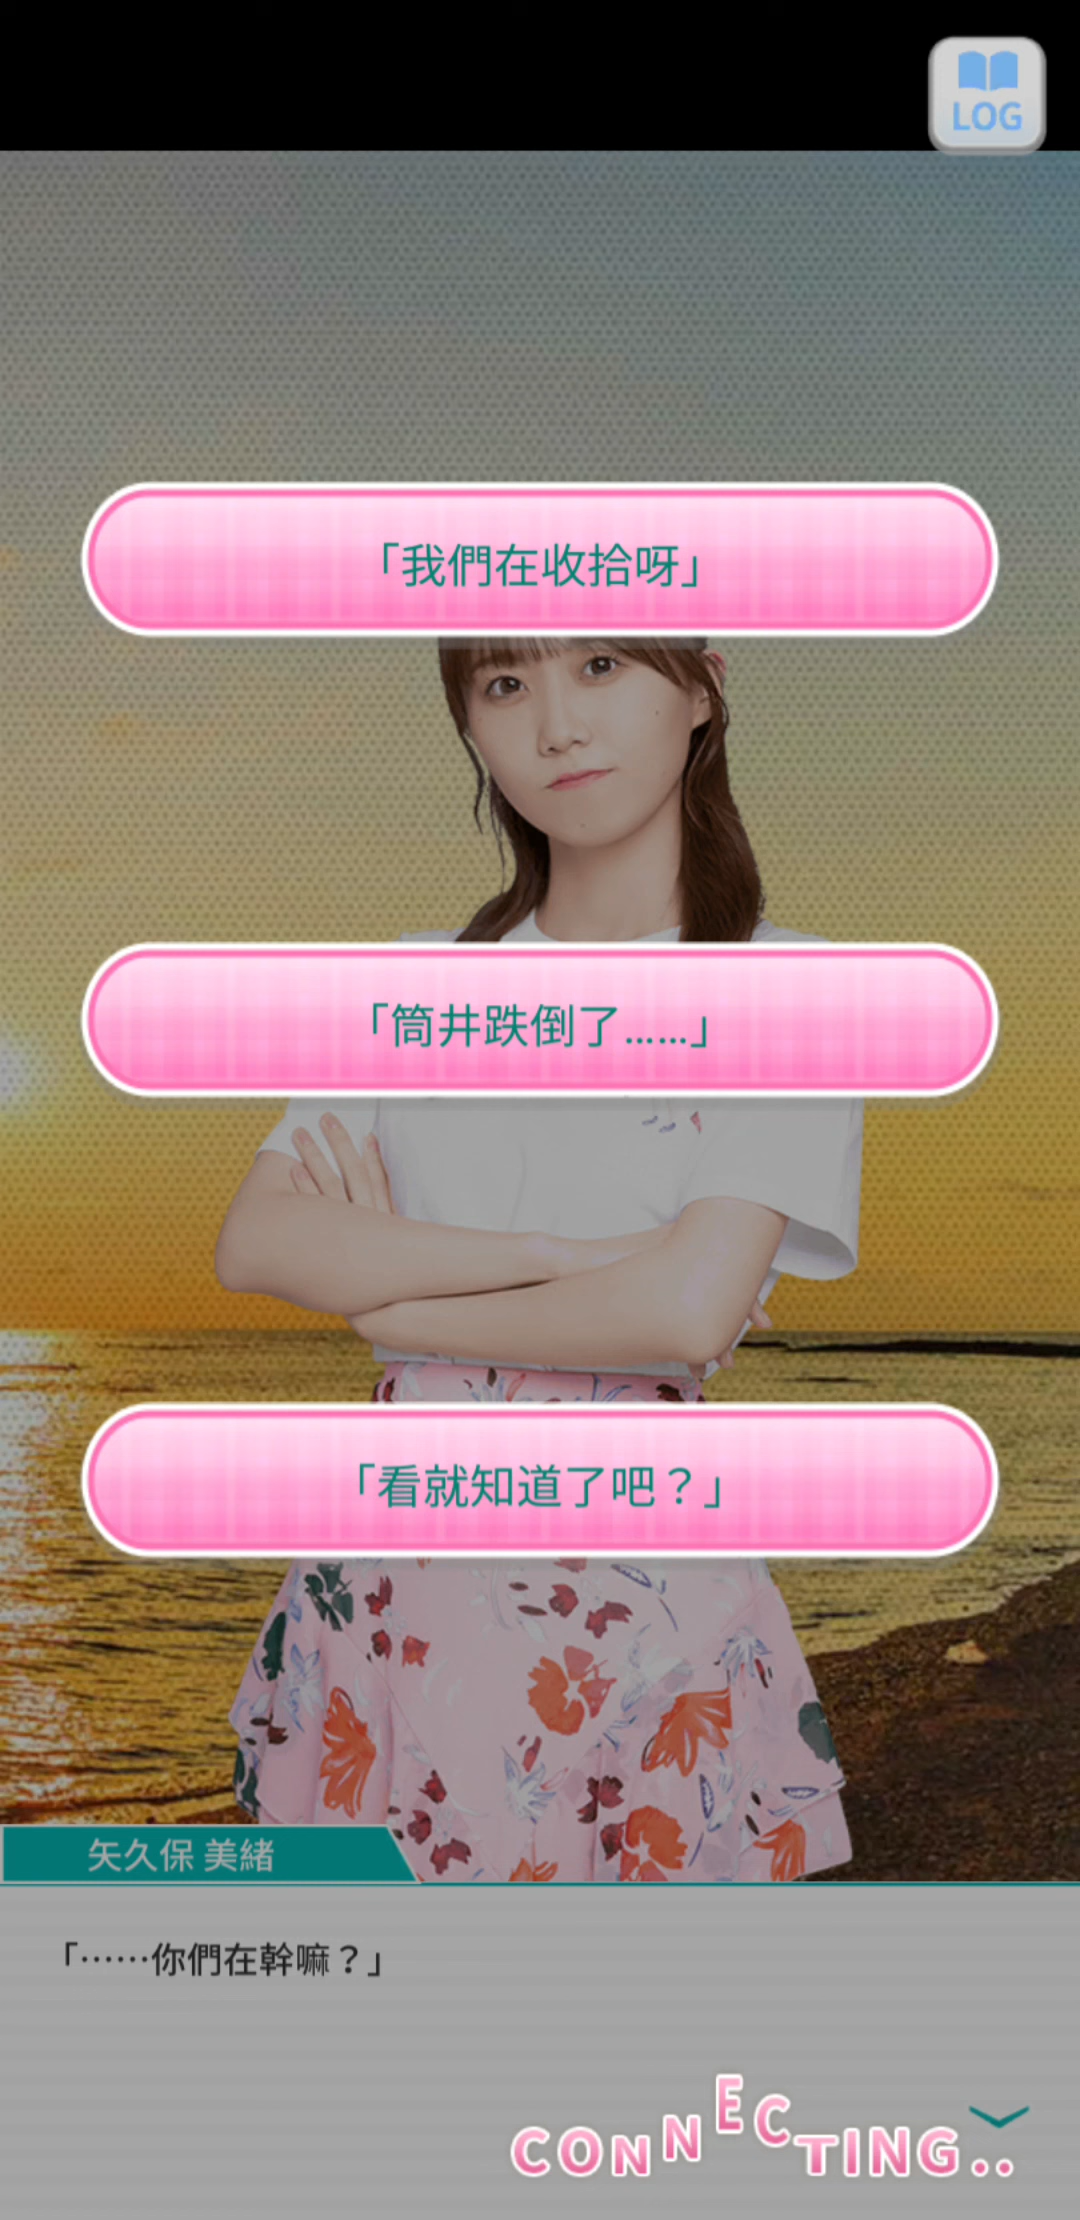 LOG
「我們在收拾呀」
「筒井跌倒了……」
「看就知道了吧？」
矢久保 美緒
「……你們在幹嘛？」
CONNECTING..